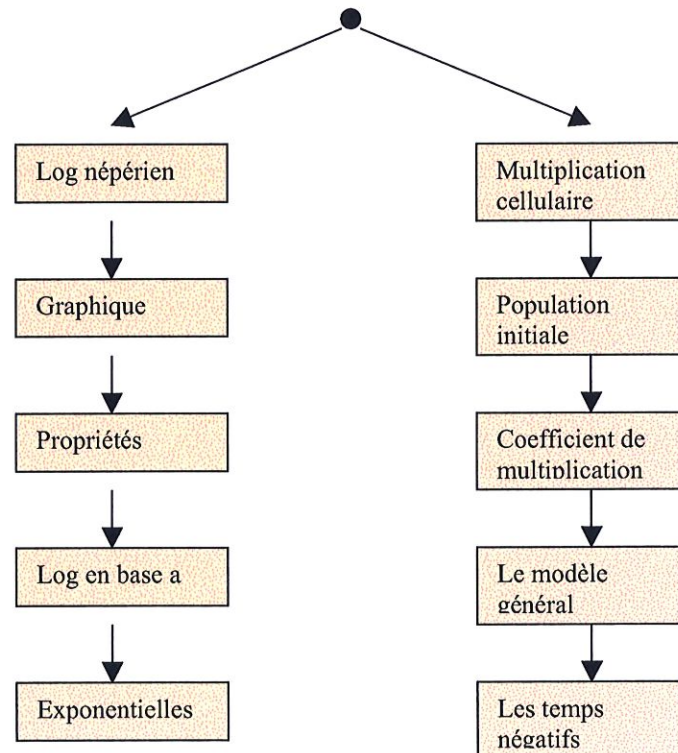 Log népérien
Graphique
Propriétés
Log en base a
Exponentielles
Multiplication
cellulaire
Population
initiale
Coefficient de
multiplication
Le modèle
général
Les temps
négatifs